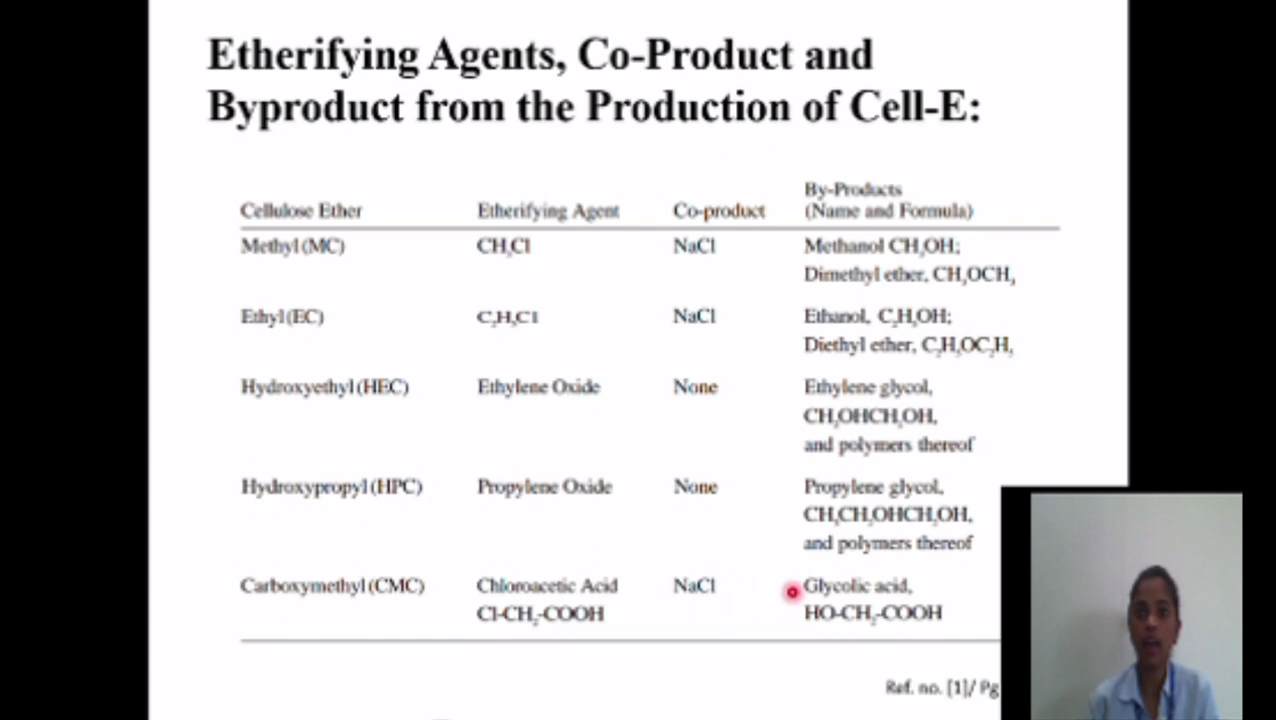 Etherifying Agents, Co-Product and
Byproduct from the Production of Cell-E:
Cellulose Ether Etherifying Agent Co-product By-Products (Name and Formula)
Methyl (MC) CH₃Cl NaCl Methanol CH₃OH;
Dimethyl ether, CH₃OCH₃
Ethyl (EC) C₂H₅Cl NaCl Ethanol, C₂H₅OH;
Diethyl ether, C₂H₅OC₂H₅
Hydroxyethyl (HEC) Ethylene Oxide None Ethylene glycol,
CH₂OHCH₂OH,
and polymers thereof
Hydroxypropyl (HPC) Propylene Oxide None Propylene glycol,
CH₃CH₂OHCH₂OH,
and polymers thereof
Carboxymethyl (CMC) Chloroacetic Acid NaCl Glycolic acid,
Cl-CH₂-COOH HO-CH₂-COOH
Ref. no. [1]/ Pg